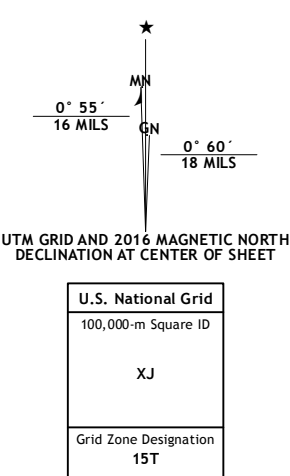 MN
0° 55´
16 MILS
GN
0° 60´
18 MILS
UTM GRID AND 2016 MAGNETIC NORTH
DECLINATION AT CENTER OF SHEET
U.S. National Grid
100,000-m Square ID
XJ
Grid Zone Designation
15T